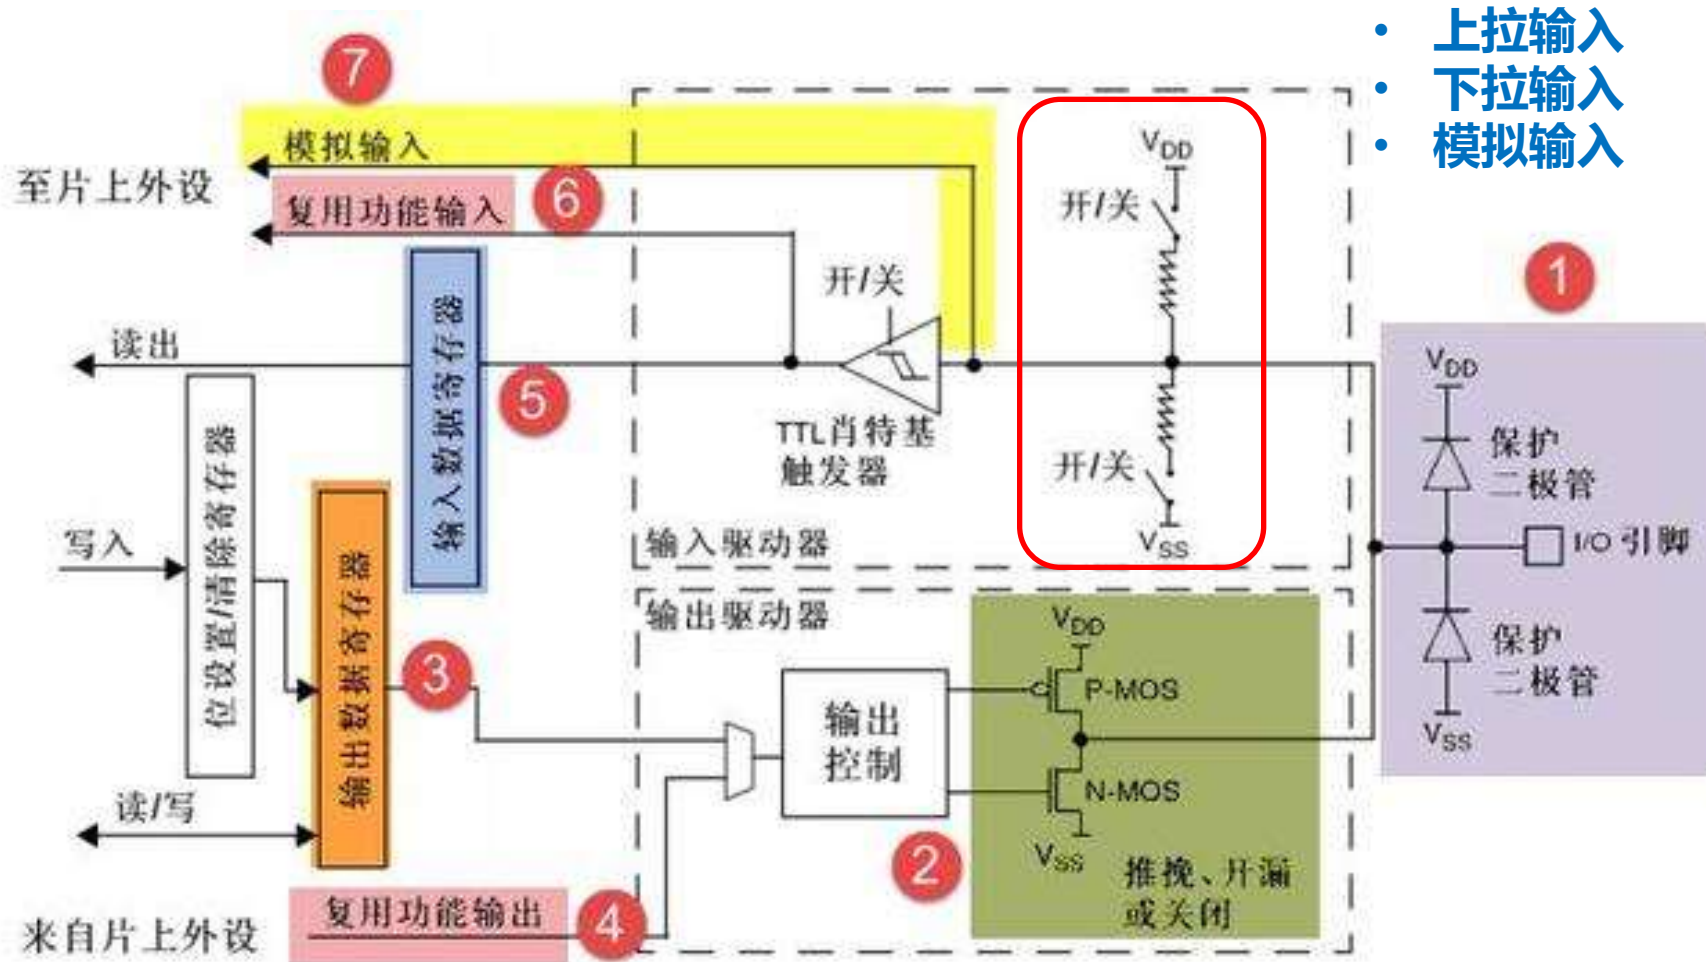 • 上拉输入
• 下拉输入
• 模拟输入
7
模拟输入
至片上外设
复用功能输入
6
VDD
开/关
1
开/关
读出
输入数据寄存器
5
TTL肖特基
触发器
开/关
VSS
VDD
保护
二极管
I/O 引脚
写入
位设置/清除寄存器
输入驱动器
输出驱动器
输出数据寄存器
3
VDD
P-MOS
输出
控制
N-MOS
保护
二极管
VSS
读/写
2
VSS
推挽、开漏
或关闭
来自片上外设
复用功能输出
4